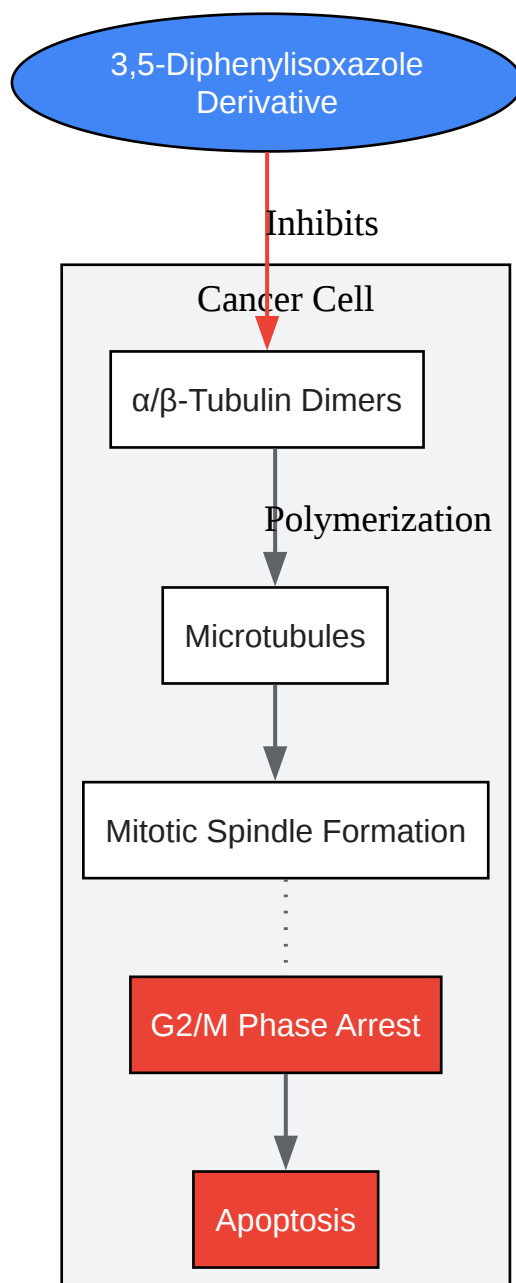 3,5-Diphenylisoxazole
Derivative
Inhibits
Cancer Cell
α/β-Tubulin Dimers
Polymerization
Microtubules
Mitotic Spindle Formation
G2/M Phase Arrest
Apoptosis